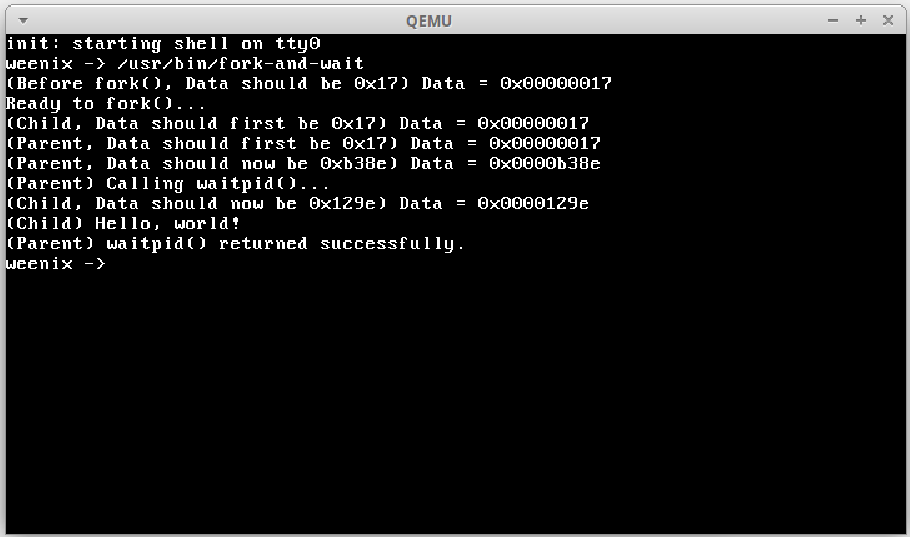 QEMU
init: starting shell on tty0
weenix -> /usr/bin/fork-and-wait
(Before fork(), Data should be 0x17) Data = 0x00000017
Ready to fork()...
(Child, Data should first be 0x17) Data = 0x00000017
(Parent, Data should first be 0x17) Data = 0x00000017
(Parent, Data should now be 0xb38e) Data = 0x0000b38e
(Parent) Calling waitpid()...
(Child, Data should now be 0x129e) Data = 0x0000129e
(Child) Hello, world!
(Parent) waitpid() returned successfully.
weenix ->